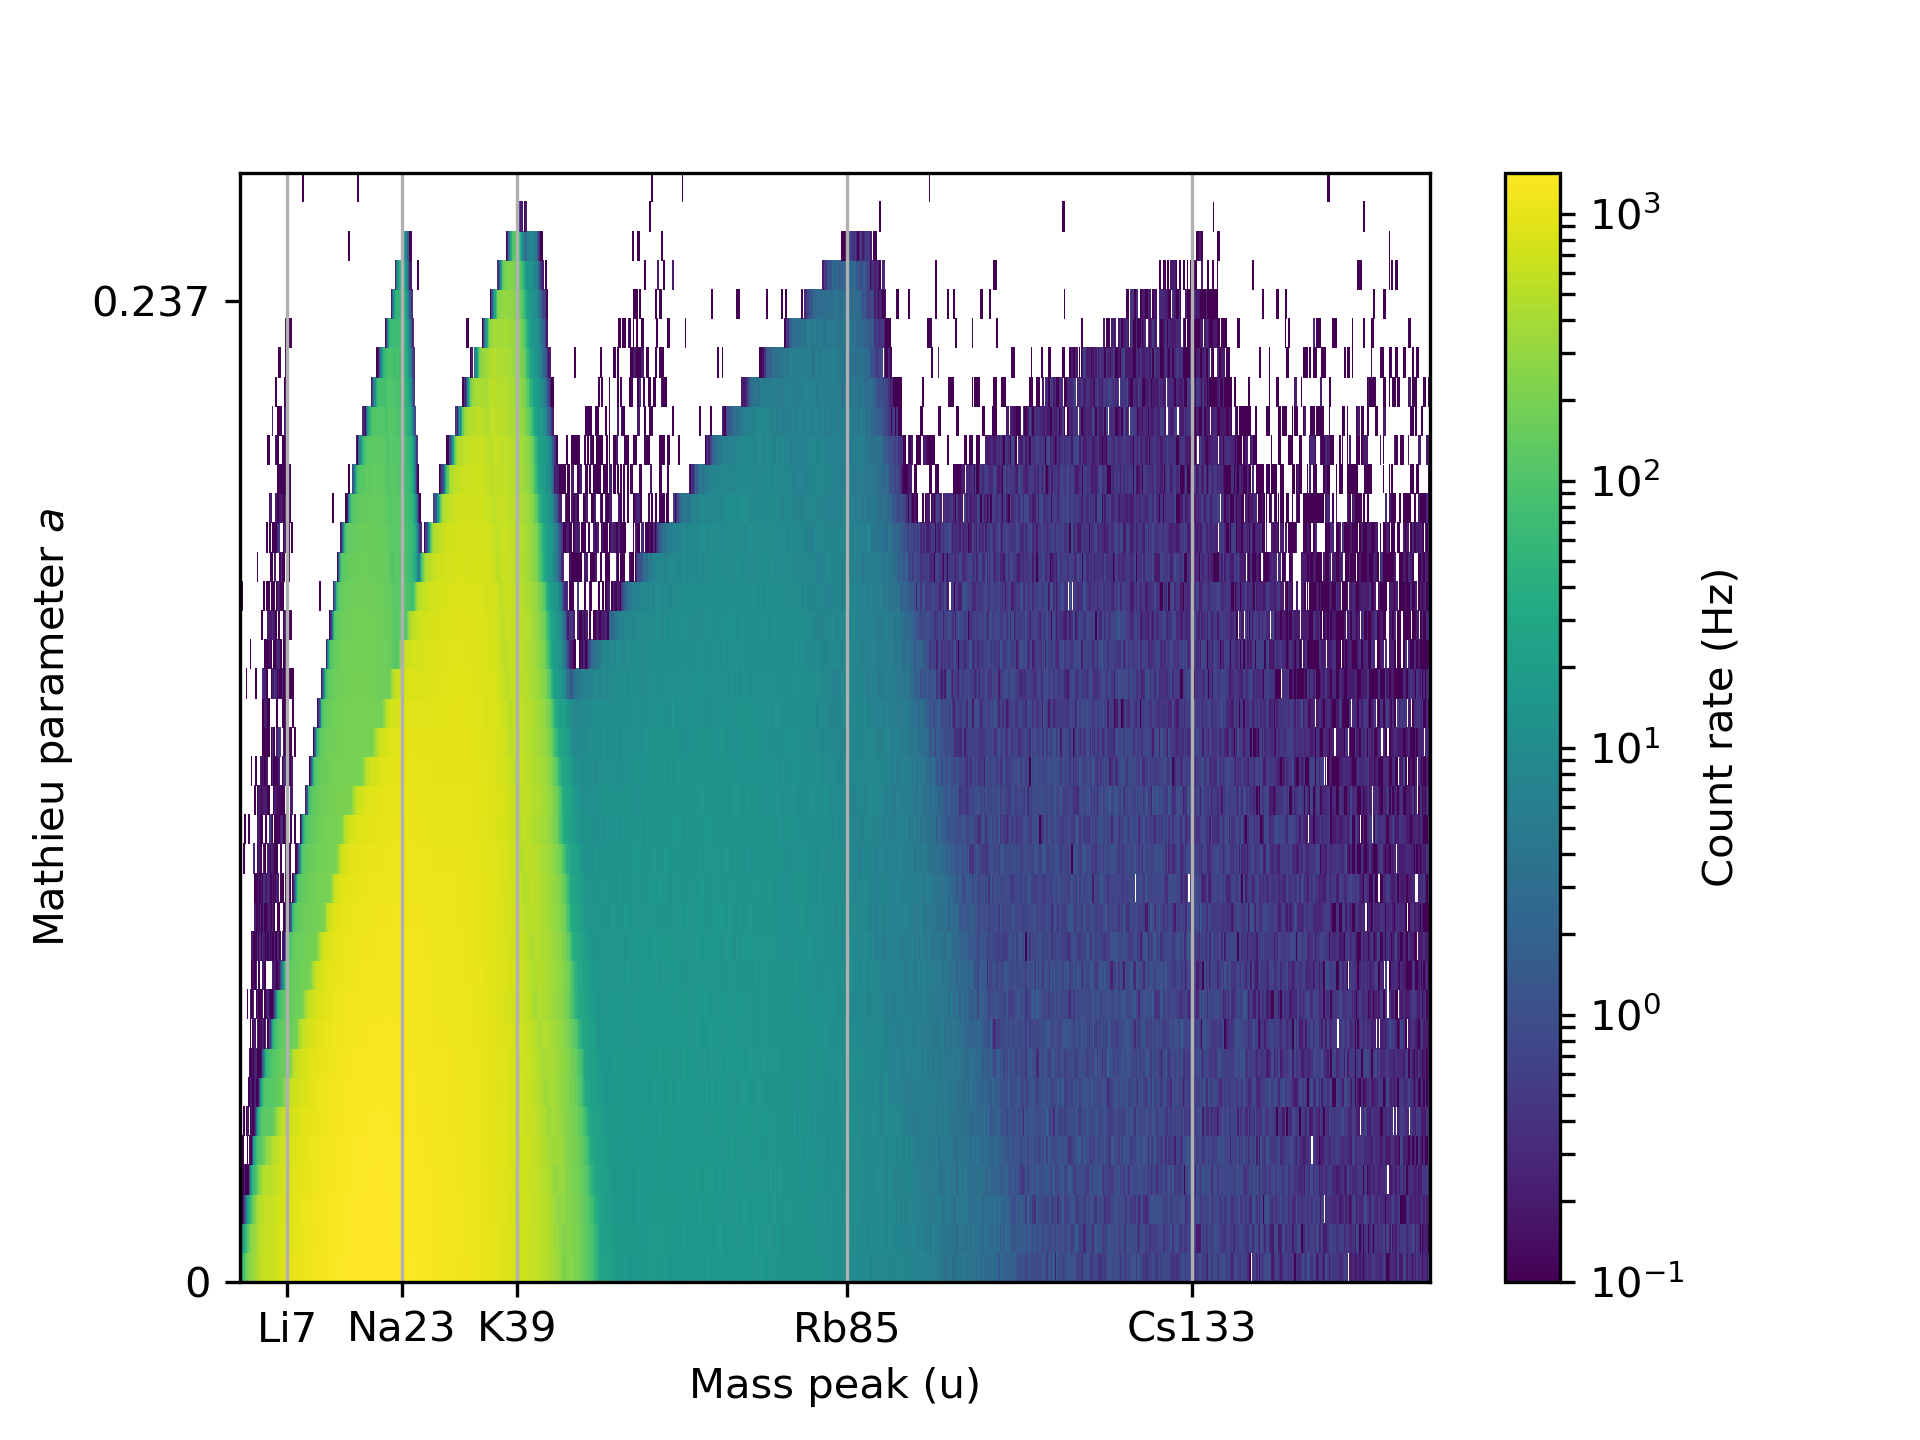 Mathieu parameter a
0.237
0
Li7 Na23 K39 Rb85 Cs133
Mass peak (u)
10³
10²
10¹
10⁰
10⁻¹
Count rate (Hz)